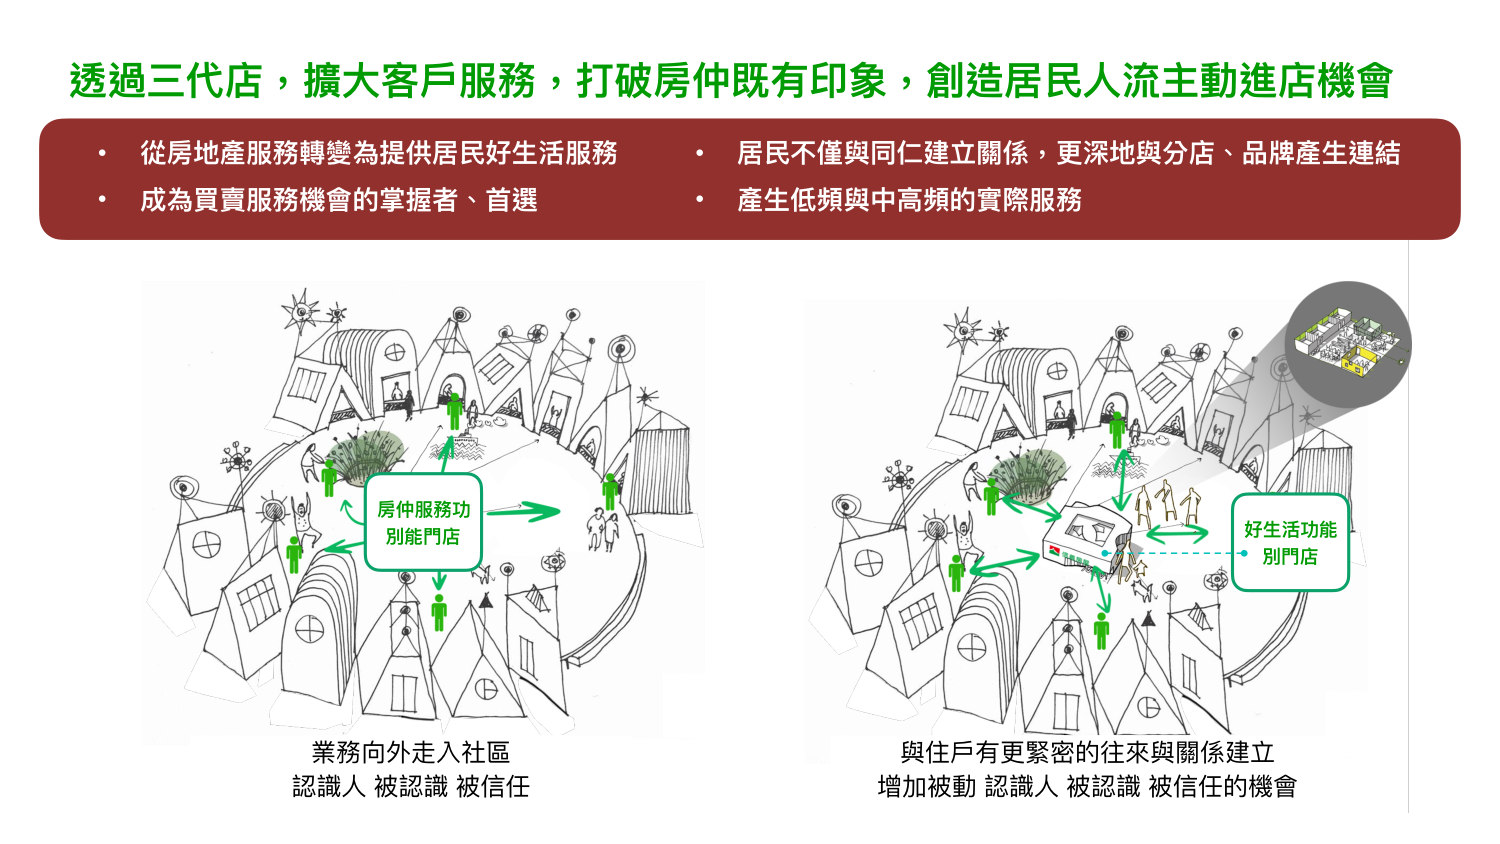 透過三代店，擴大客戶服務，打破房仲既有印象，創造居民人流主動進店機會
• 從房地產服務轉變為提供居民好生活服務
• 成為買賣服務機會的掌握者、首選
• 居民不僅與同仁建立關係，更深地與分店、品牌產生連結
• 產生低頻與中高頻的實際服務
房仲服務功
別能門店
業務向外走入社區
認識人 被認識 被信任
好生活功能
別門店
與住戶有更緊密的往來與關係建立
增加被動 認識人 被認識 被信任的機會